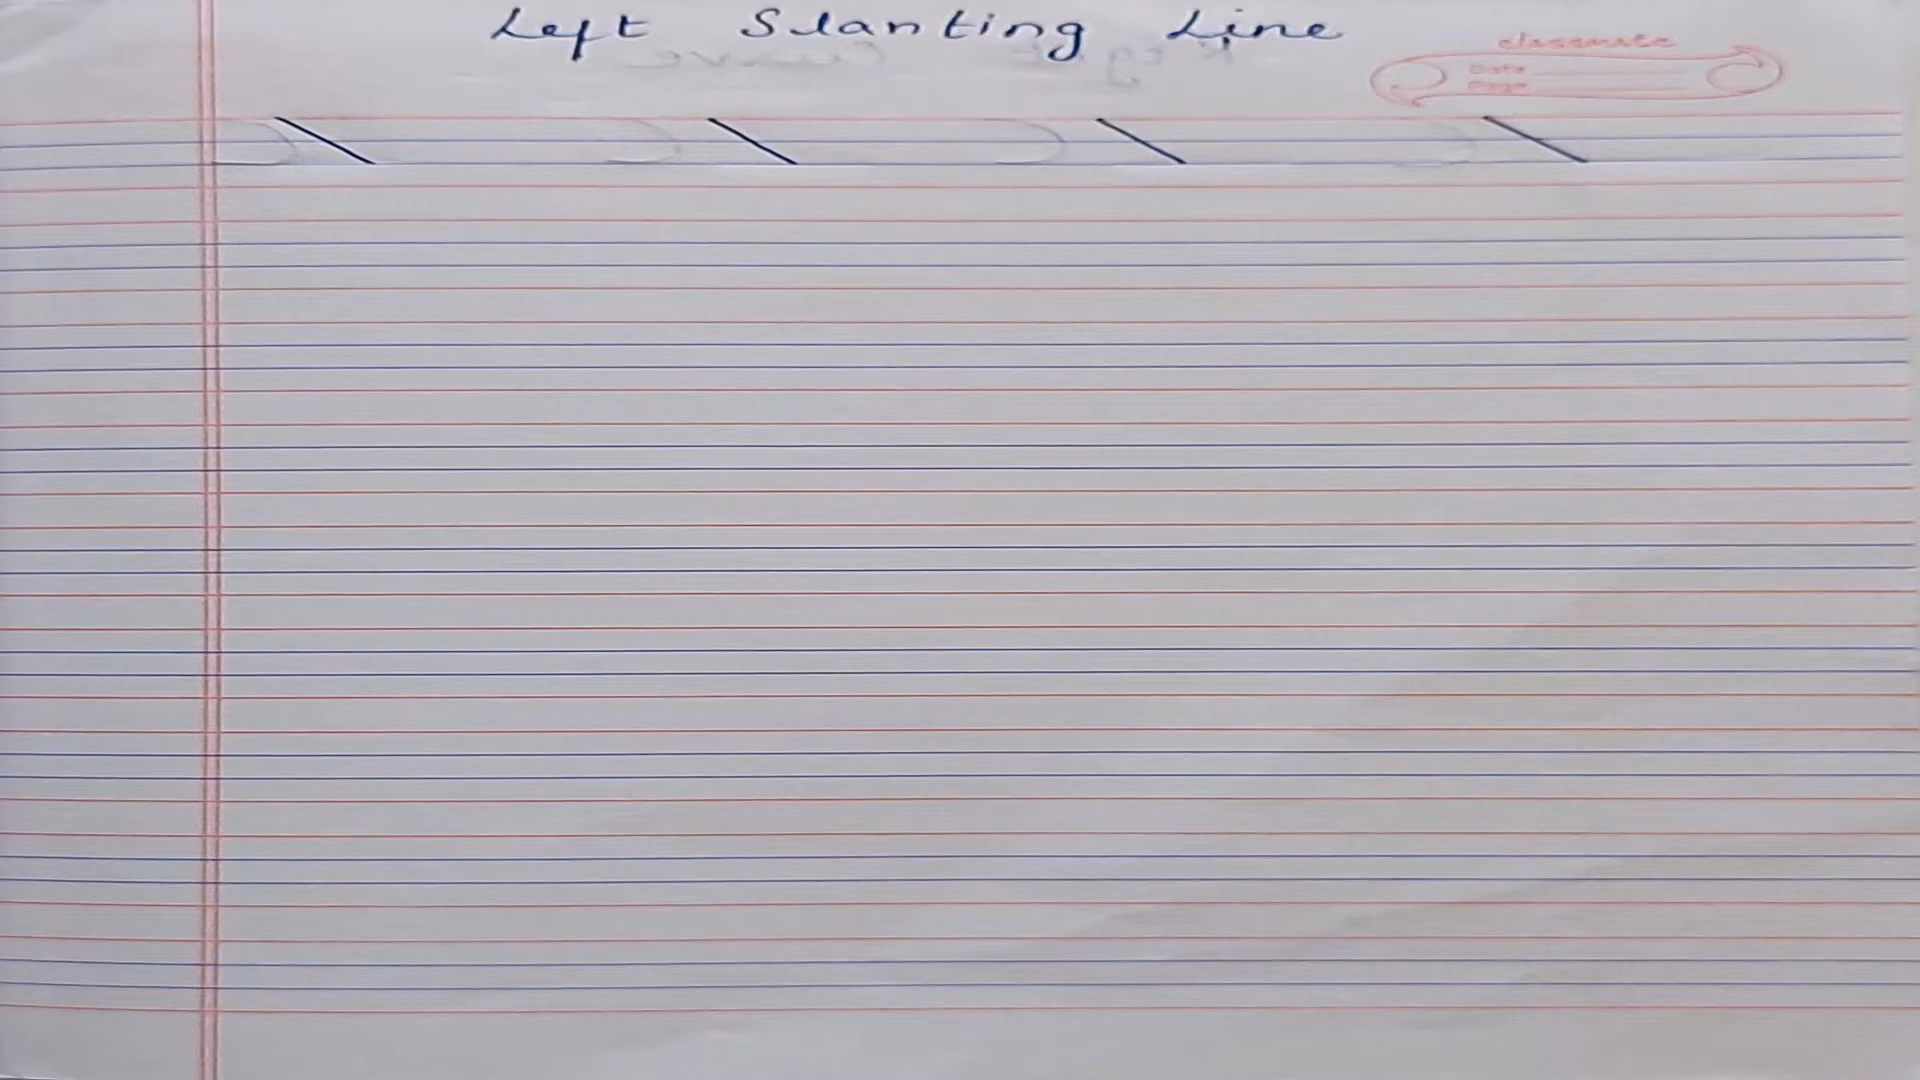 Left Slanting Line
classmate
Date
Page